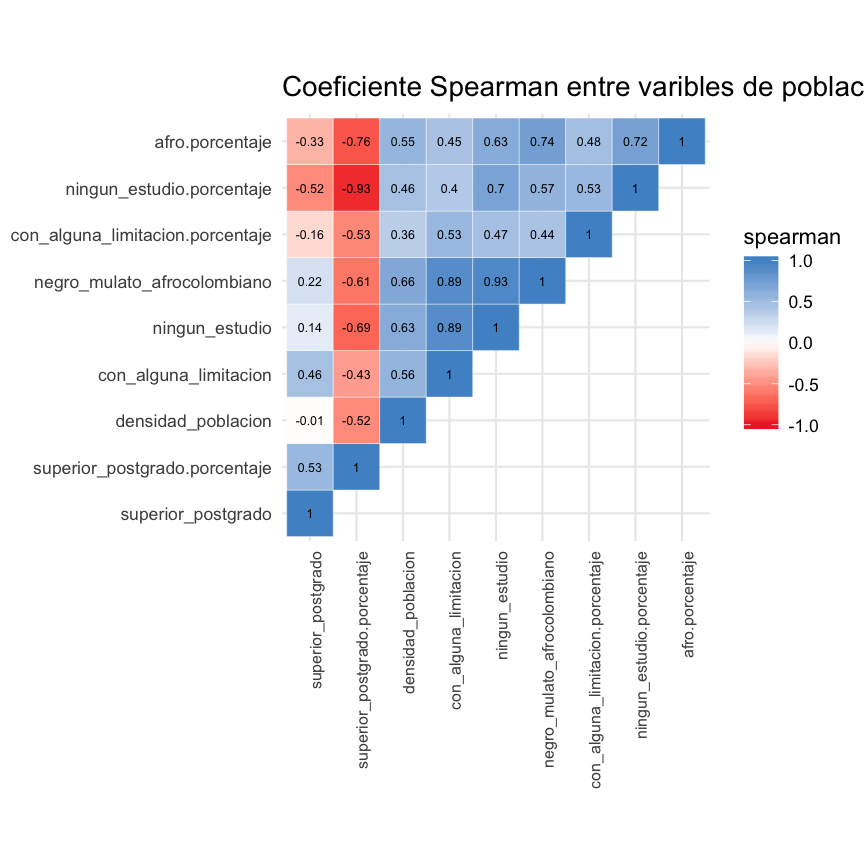 Coeficiente Spearman entre varibles de poblac
afro.porcentaje -0.33 -0.76 0.55 0.45 0.63 0.74 0.48 0.72 1
ningun_estudio.porcentaje -0.52 -0.93 0.46 0.4 0.7 0.57 0.53 1
con_alguna_limitacion.porcentaje -0.16 -0.53 0.36 0.53 0.47 0.44 1
negro_mulato_afrocolombiano 0.22 -0.61 0.66 0.89 0.93 1
ningun_estudio 0.14 -0.69 0.63 0.89 1
con_alguna_limitacion 0.46 -0.43 0.56 1
densidad_poblacion -0.01 -0.52 1
superior_postgrado.porcentaje 0.53 1
superior_postgrado 1
superior_postgrado
superior_postgrado.porcentaje
densidad_poblacion
con_alguna_limitacion
ningun_estudio
negro_mulato_afrocolombiano
con_alguna_limitacion.porcentaje
ningun_estudio.porcentaje
afro.porcentaje
spearman
1.0
0.5
0.0
-0.5
-1.0